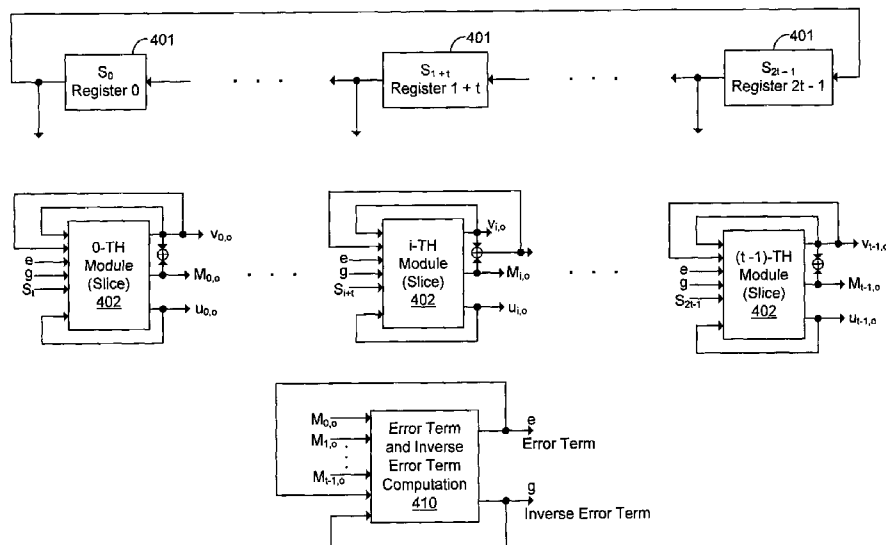 401
S0
Register 0
. . .
401
S1+t
Register 1 + t
. . .
401
S2t−1
Register 2t - 1
0-TH
Module
(Slice)
402
e
g
Si
v0,o
M0,o
u0,o
. . .
i-TH
Module
(Slice)
402
e
g
Si+t
vi,o
Mi,o
ui,o
. . .
(t -1)-TH
Module
(Slice)
402
e
g
S2t-1
vt-1,o
Mt-1,o
ut-1,o
M0,o
M1,o
Mt-1,o
Error Term
and Inverse
Error Term
Computation
410
e
Error Term
g
Inverse Error Term